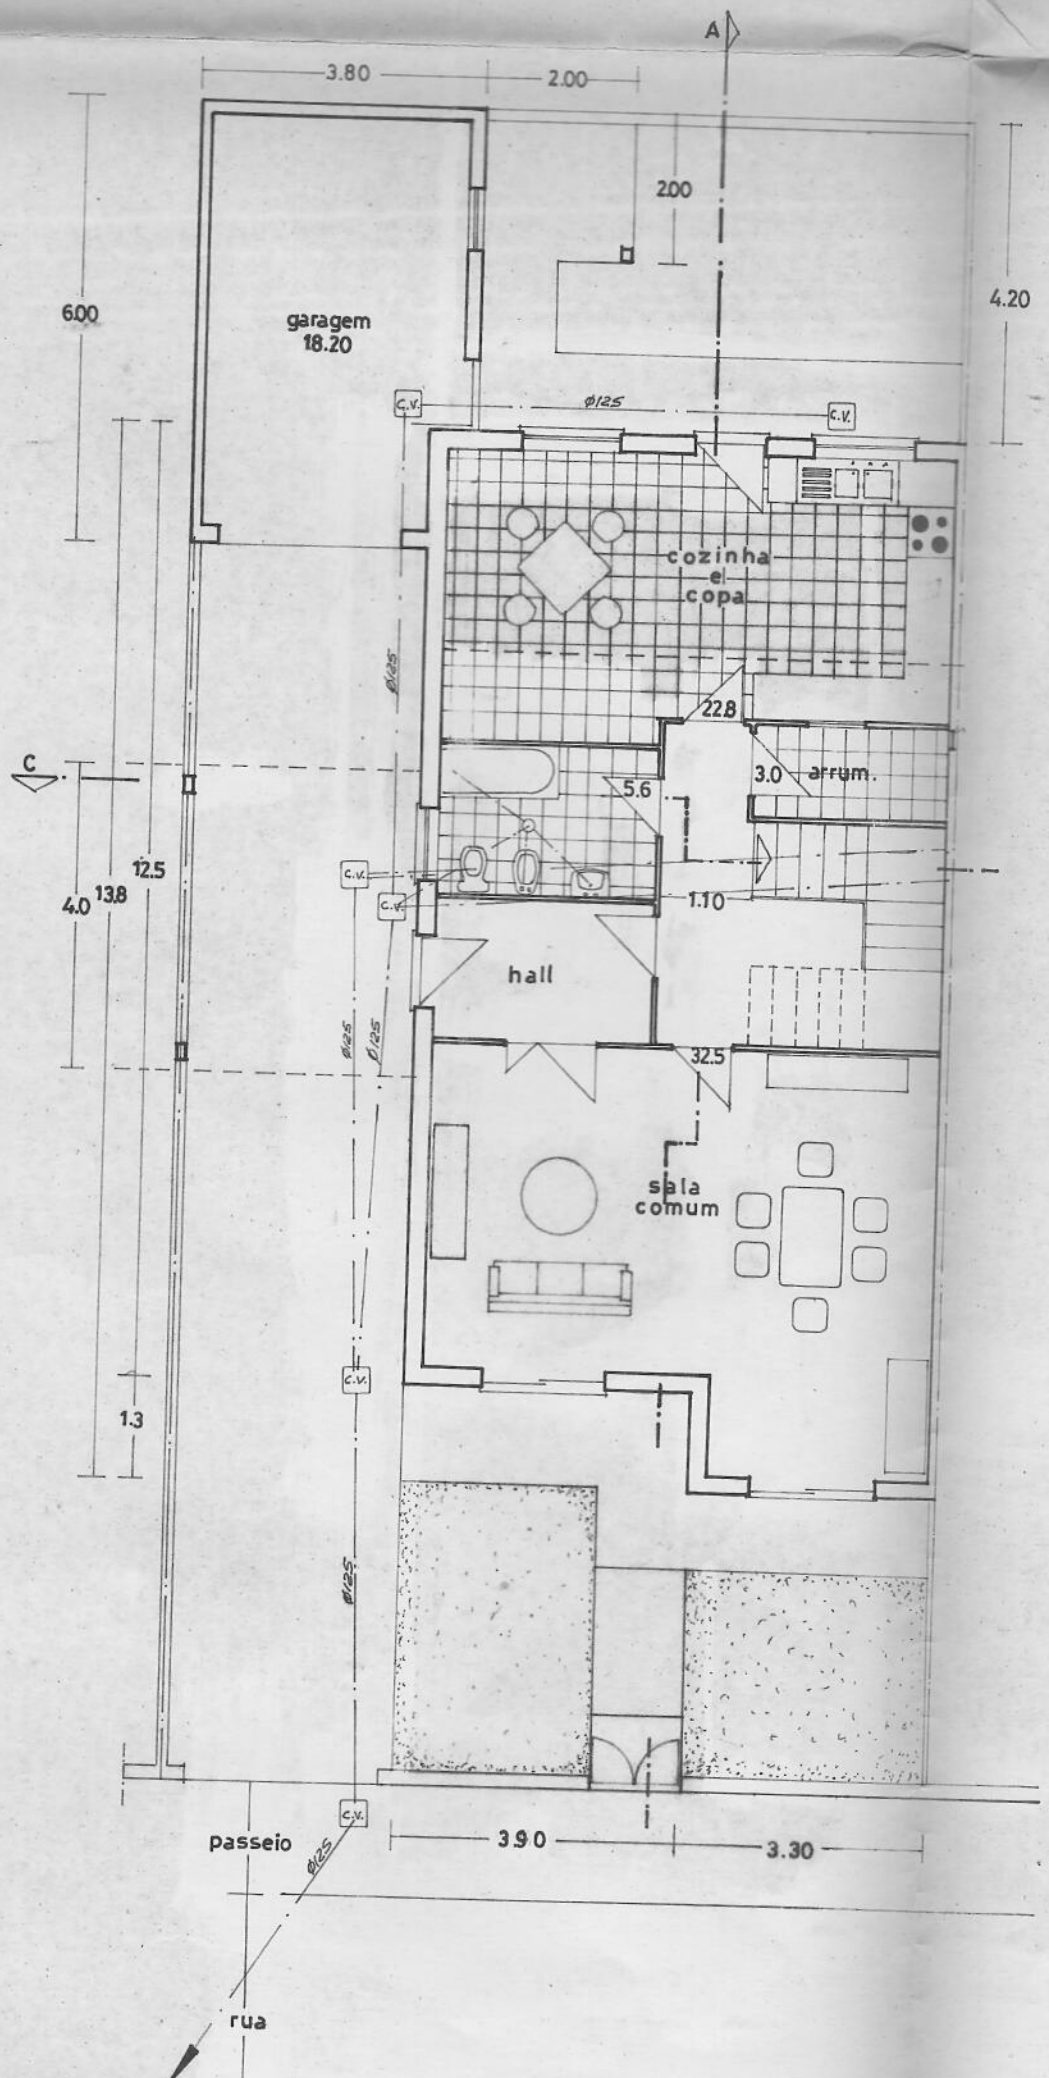 A
3.80
2.00
2.00
6.00
4.20
garagem
18.20
C.V.
Ø125
C.V.
cozinha
e
copa
Ø125
22.8
C
5.6
3.0 arrum.
12.5
13.8
4.0
C.V.
C.V.
1.10
hall
Ø125
Ø125
32.5
sala
comum
C.V.
1.3
Ø125
C.V.
passeio
Ø125
3.90
3.30
rua